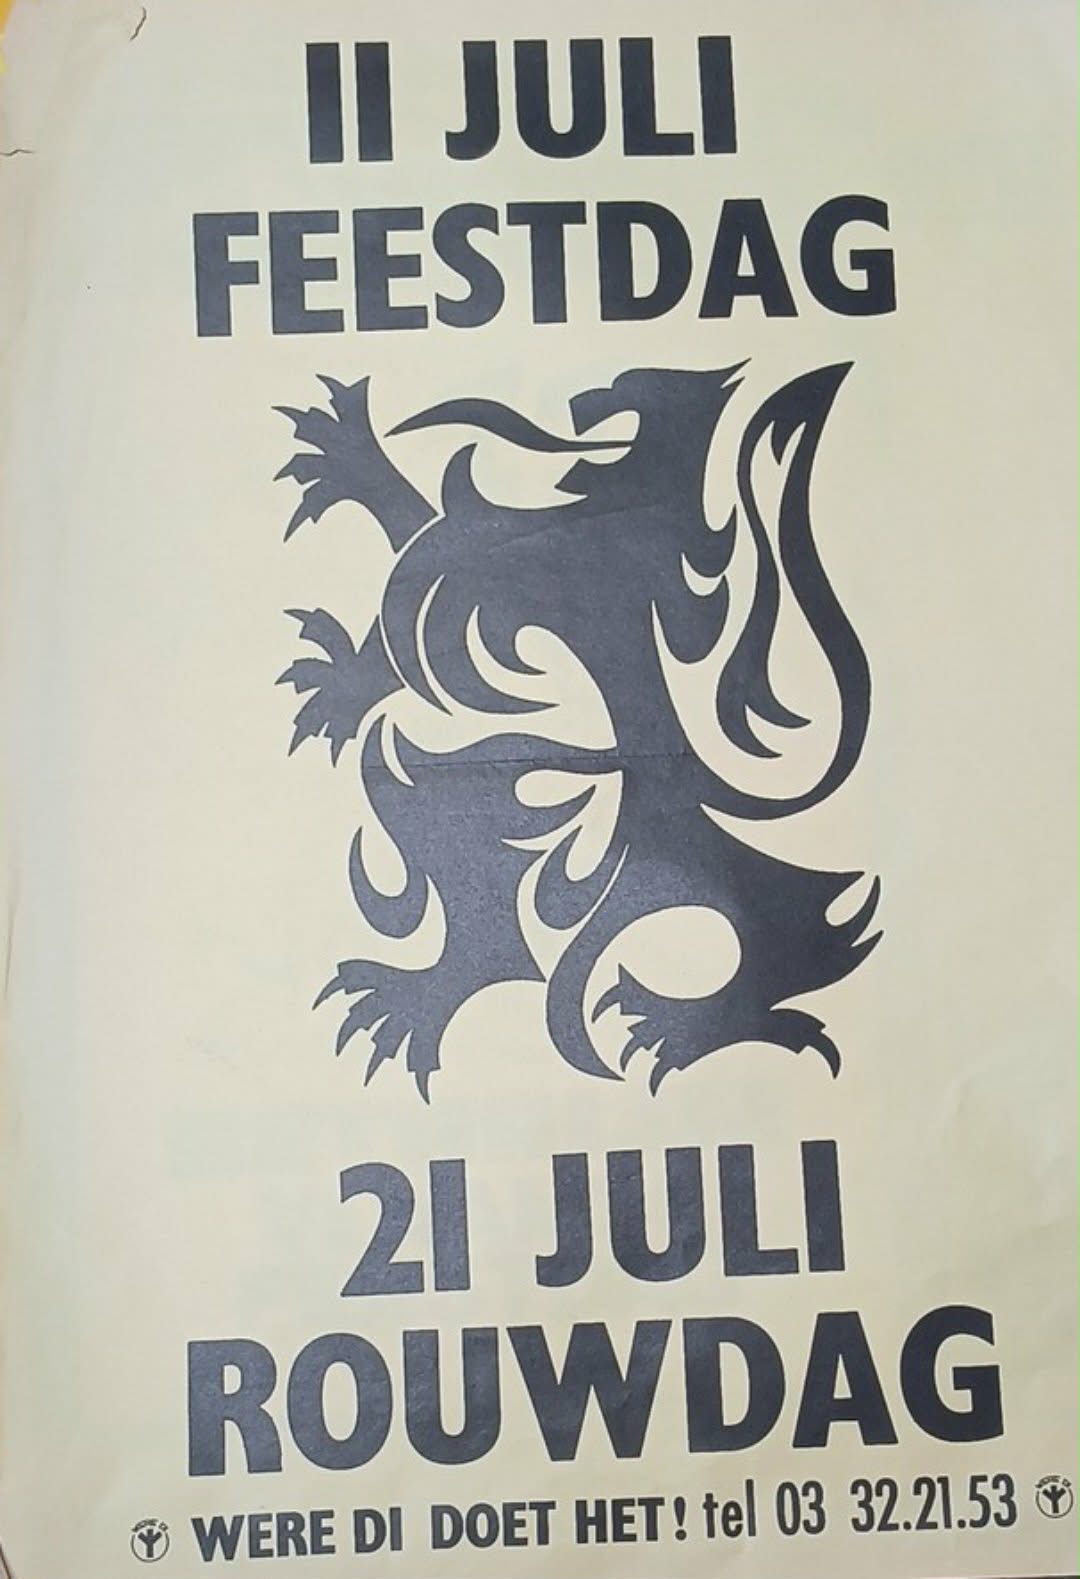 11 JULI
FEESTDAG
21 JULI
ROUWDAG
WERE DI DOET HET! tel 03 32.21.53